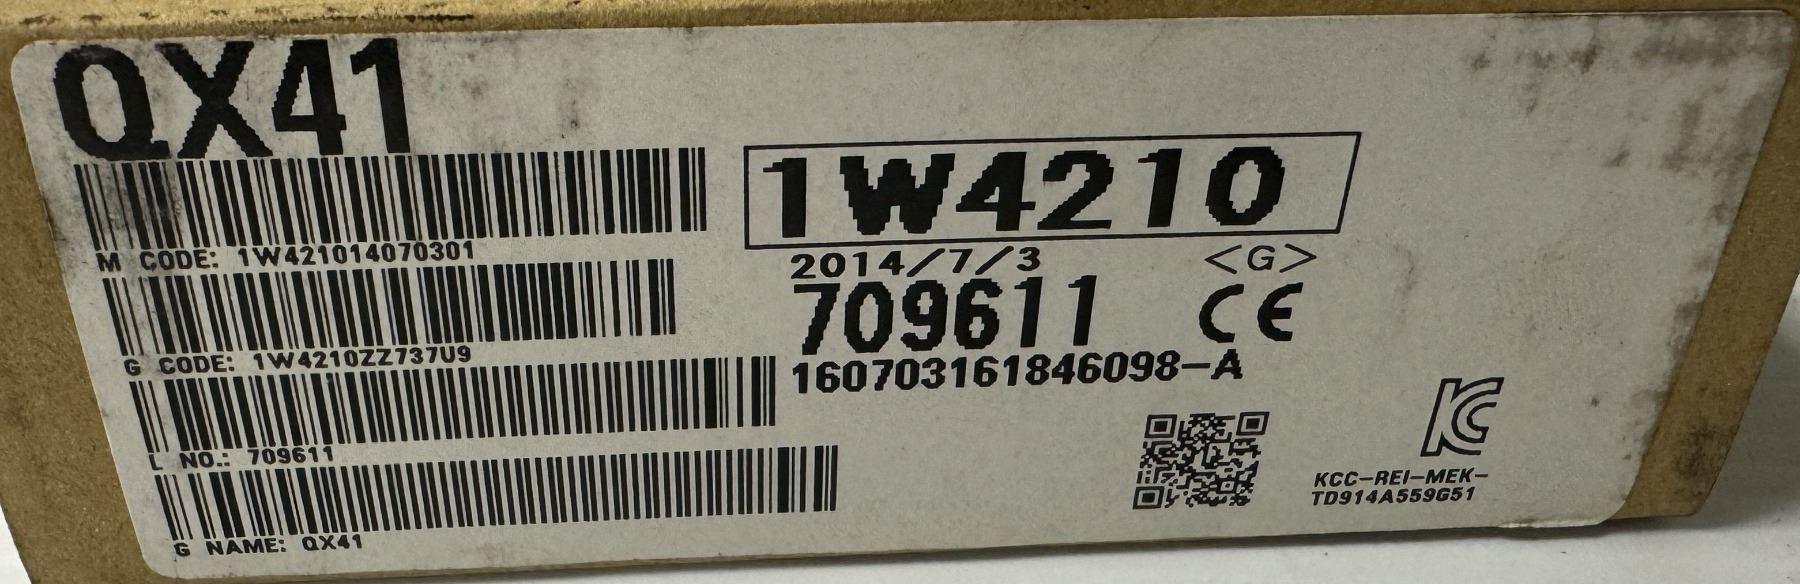 QX41
M CODE: 1W421014070301
G CODE: 1W4210ZZ737U9
L NO.: 709611
G NAME: QX41
1W4210
2014/7/3 <G>
709611 CE
160703161846098-A
KC
KCC-REI-MEK-
TD914A559G51